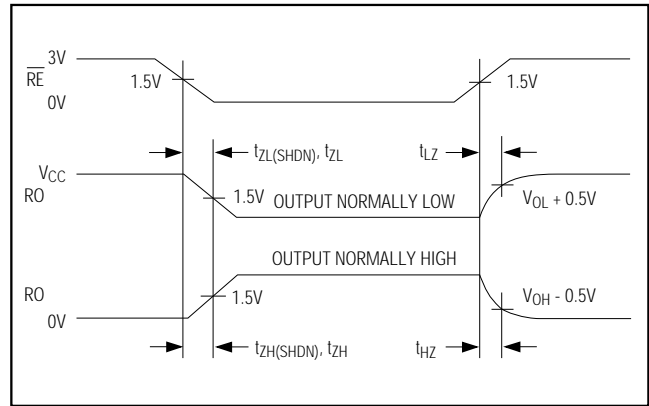 3V
RE
1.5V
1.5V
0V
tZL(SHDN), tZL
tLZ
VCC
RO
1.5V
OUTPUT NORMALLY LOW
VOL + 0.5V
OUTPUT NORMALLY HIGH
RO
1.5V
VOH - 0.5V
0V
tZH(SHDN), tZH
tHZ